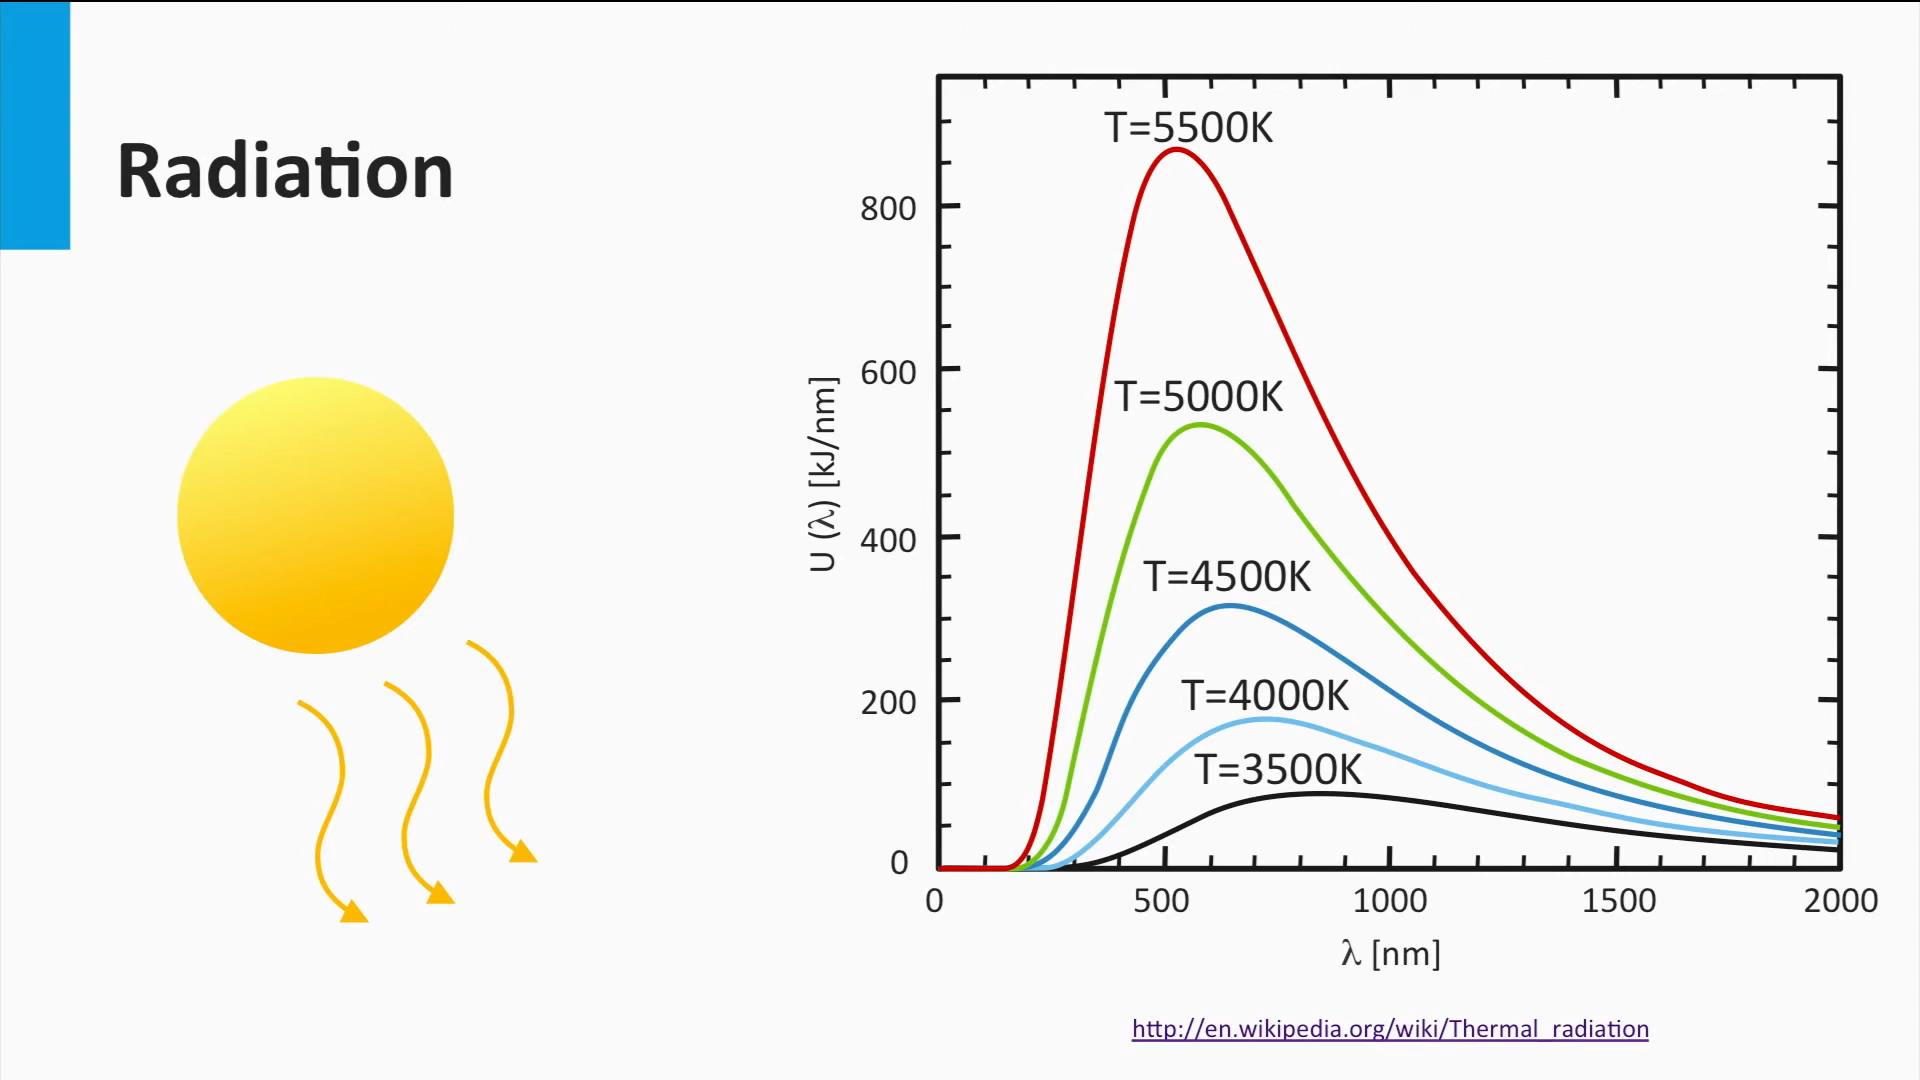 Radiation
T=5500K
T=5000K
T=4500K
T=4000K
T=3500K
U (λ) [kJ/nm]
800
600
400
200
0
0 500 1000 1500 2000
λ [nm]
http://en.wikipedia.org/wiki/Thermal_radiation